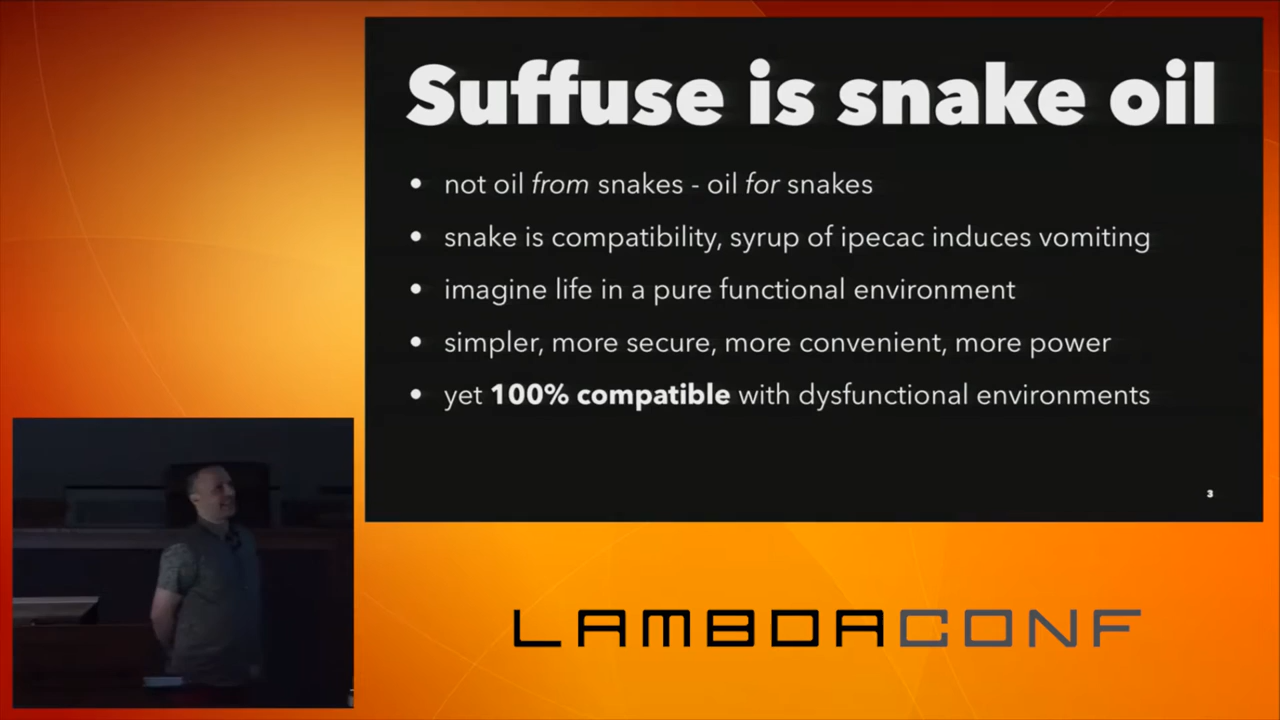 Suffuse is snake oil
• not oil from snakes - oil for snakes
• snake is compatibility, syrup of ipecac induces vomiting
• imagine life in a pure functional environment
• simpler, more secure, more convenient, more power
• yet 100% compatible with dysfunctional environments
3
LAMBDACONF